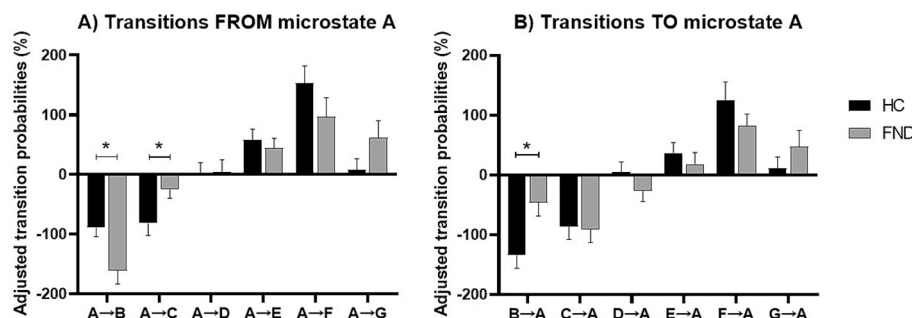 A) Transitions FROM microstate A
Adjusted transition probabilities (%)
200
100
0
-100
-200
*
*
A→B A→C A→D A→E A→F A→G
B) Transitions TO microstate A
Adjusted transition probabilities (%)
200
100
0
-100
-200
*
B→A C→A D→A E→A F→A G→A
HC
FND